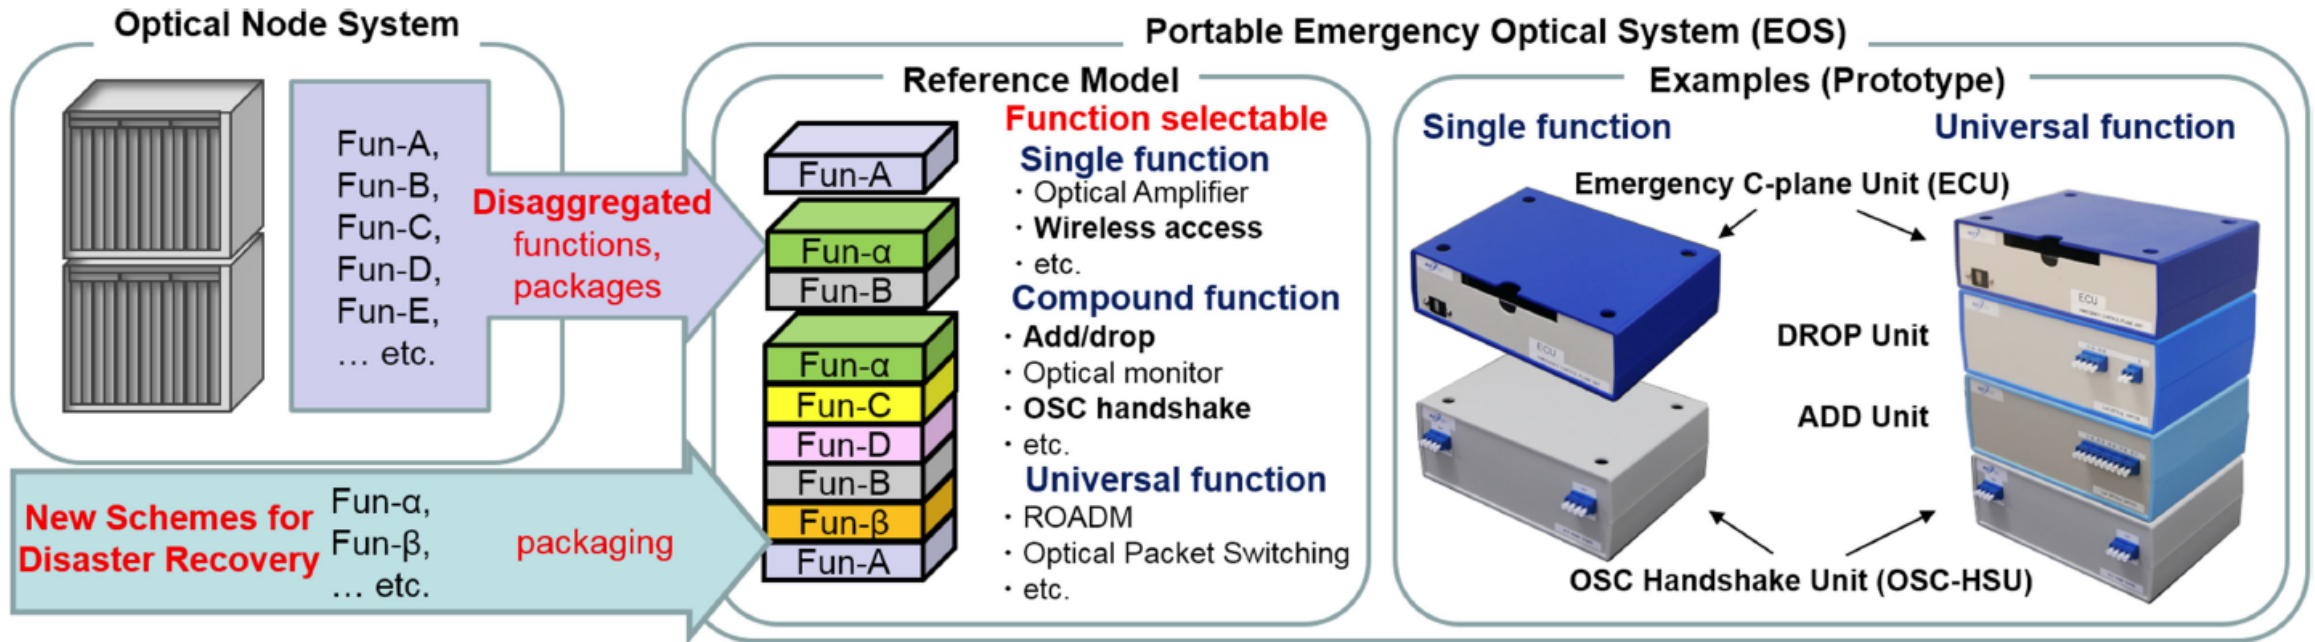 Optical Node System
Fun-A,
Fun-B,
Fun-C,
Fun-D,
Fun-E,
... etc.
Disaggregated
functions,
packages
New Schemes for
Disaster Recovery
Fun-α,
Fun-β,
... etc.
packaging
Portable Emergency Optical System (EOS)
Reference Model
Fun-A
Fun-α
Fun-B
Fun-α
Fun-C
Fun-D
Fun-B
Fun-β
Fun-A
Function selectable
Single function
・Optical Amplifier
・Wireless access
・etc.
Compound function
・Add/drop
・Optical monitor
・OSC handshake
・etc.
Universal function
・ROADM
・Optical Packet Switching
・etc.
Examples (Prototype)
Single function
Universal function
Emergency C-plane Unit (ECU)
ECU
ECU
DROP Unit
ADD Unit
OSC Handshake Unit (OSC-HSU)